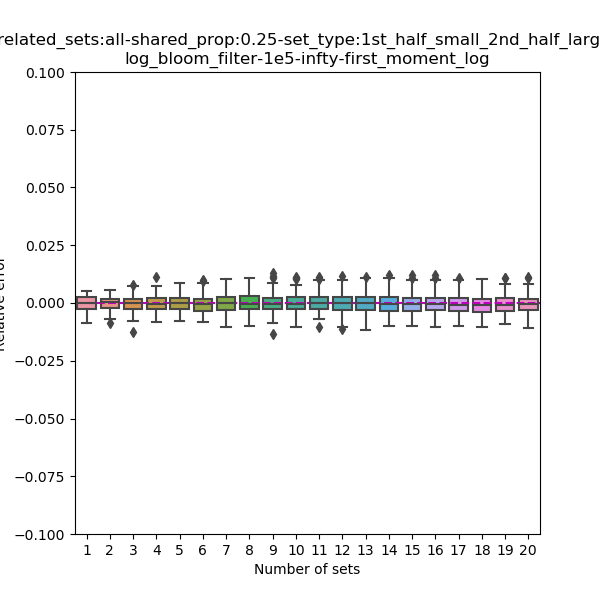 related_sets:all-shared_prop:0.25-set_type:1st_half_small_2nd_half_larg
log_bloom_filter-1e5-infty-first_moment_log
0.100
0.075
0.050
0.025
0.000
−0.025
−0.050
−0.075
−0.100
Relative error
1 2 3 4 5 6 7 8 9 10 11 12 13 14 15 16 17 18 19 20
Number of sets